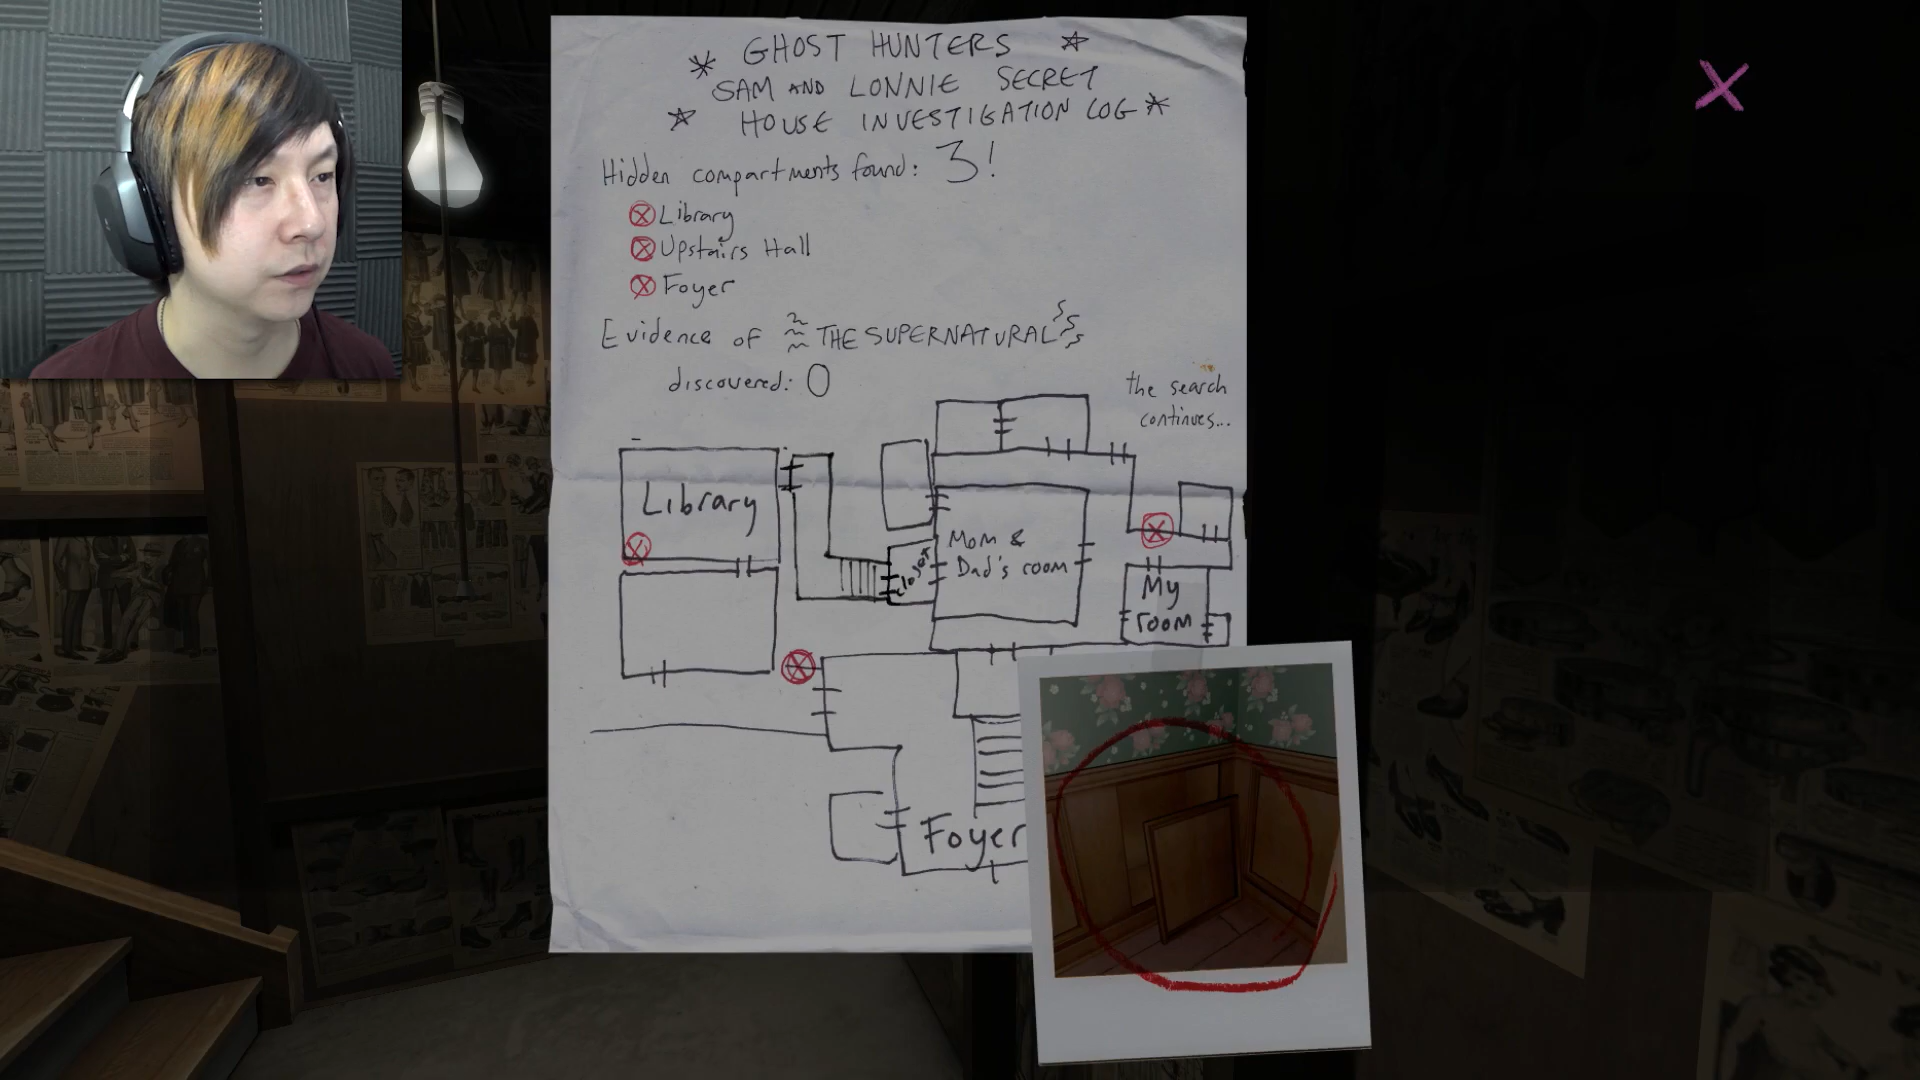 GHOST HUNTERS
SAM AND LONNIE SECRET
HOUSE INVESTIGATION LOG
Hidden compartments found: 3!
Library
Upstairs Hall
Foyer
Evidence of THE SUPERNATURAL
discovered: 0
the search
continues...
Library
Mom &
Dad's room
closet
My
room
Foyer